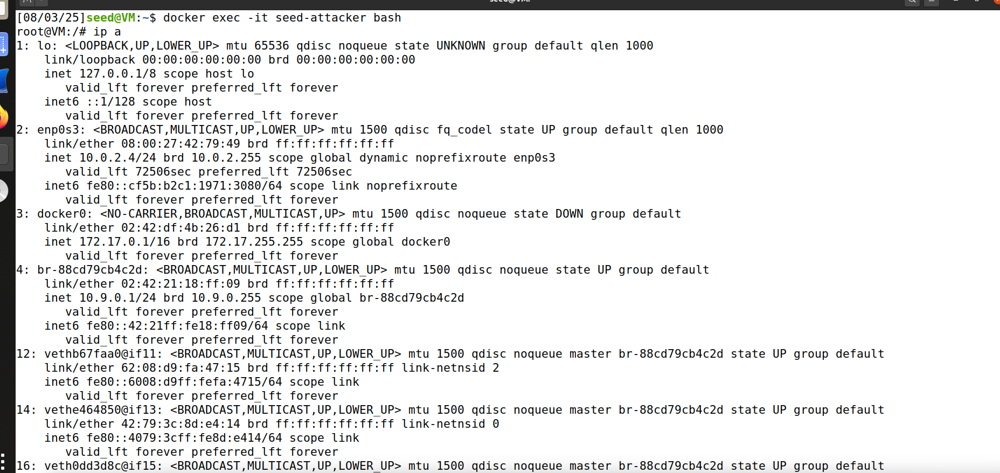 [08/03/25]seed@VM:~$ docker exec -it seed-attacker bash
root@VM:/# ip a
1: lo: <LOOPBACK,UP,LOWER_UP> mtu 65536 qdisc noqueue state UNKNOWN group default qlen 1000
    link/loopback 00:00:00:00:00:00 brd 00:00:00:00:00:00
    inet 127.0.0.1/8 scope host lo
       valid_lft forever preferred_lft forever
    inet6 ::1/128 scope host
       valid_lft forever preferred_lft forever
2: enp0s3: <BROADCAST,MULTICAST,UP,LOWER_UP> mtu 1500 qdisc fq_codel state UP group default qlen 1000
    link/ether 08:00:27:42:79:49 brd ff:ff:ff:ff:ff:ff
    inet 10.0.2.4/24 brd 10.0.2.255 scope global dynamic noprefixroute enp0s3
       valid_lft 72506sec preferred_lft 72506sec
    inet6 fe80::cf5b:b2c1:1971:3080/64 scope link noprefixroute
       valid_lft forever preferred_lft forever
3: docker0: <NO-CARRIER,BROADCAST,MULTICAST,UP> mtu 1500 qdisc noqueue state DOWN group default
    link/ether 02:42:df:4b:26:d1 brd ff:ff:ff:ff:ff:ff
    inet 172.17.0.1/16 brd 172.17.255.255 scope global docker0
       valid_lft forever preferred_lft forever
4: br-88cd79cb4c2d: <BROADCAST,MULTICAST,UP,LOWER_UP> mtu 1500 qdisc noqueue state UP group default
    link/ether 02:42:21:18:ff:09 brd ff:ff:ff:ff:ff:ff
    inet 10.9.0.1/24 brd 10.9.0.255 scope global br-88cd79cb4c2d
       valid_lft forever preferred_lft forever
    inet6 fe80::42:21ff:fe18:ff09/64 scope link
       valid_lft forever preferred_lft forever
12: vethb67faa0@if11: <BROADCAST,MULTICAST,UP,LOWER_UP> mtu 1500 qdisc noqueue master br-88cd79cb4c2d state UP group default
    link/ether 62:08:d9:fa:47:15 brd ff:ff:ff:ff:ff:ff link-netnsid 2
    inet6 fe80::6008:d9ff:fefa:4715/64 scope link
       valid_lft forever preferred_lft forever
14: vethe464850@if13: <BROADCAST,MULTICAST,UP,LOWER_UP> mtu 1500 qdisc noqueue master br-88cd79cb4c2d state UP group default
    link/ether 42:79:3c:8d:e4:14 brd ff:ff:ff:ff:ff:ff link-netnsid 0
    inet6 fe80::4079:3cff:fe8d:e414/64 scope link
       valid_lft forever preferred_lft forever
16: veth0dd3d8c@if15: <BROADCAST,MULTICAST,UP,LOWER_UP> mtu 1500 qdisc noqueue master br-88cd79cb4c2d state UP group default